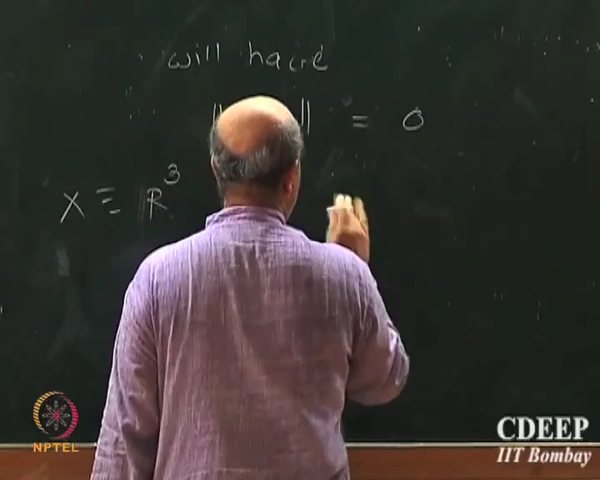 will have
|| || = 0
X ≡ R³
NPTEL
CDEEP
IIT Bombay